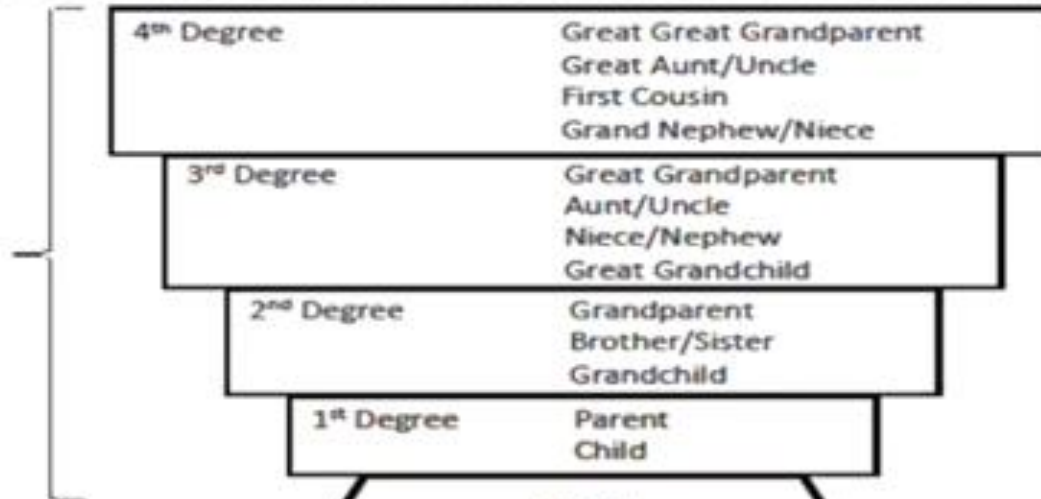 4th Degree Great Great Grandparent
Great Aunt/Uncle
First Cousin
Grand Nephew/Niece
3rd Degree Great Grandparent
Aunt/Uncle
Niece/Nephew
Great Grandchild
2nd Degree Grandparent
Brother/Sister
Grandchild
1st Degree Parent
Child